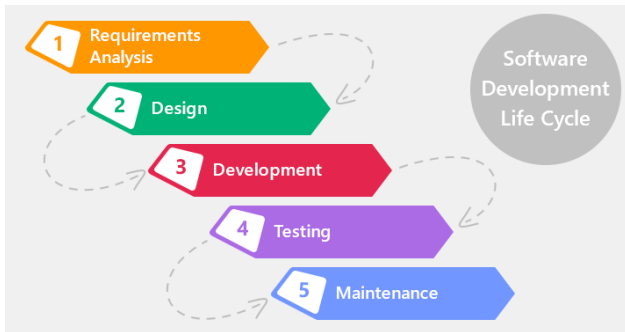 1
Requirements
Analysis
2
Design
3
Development
4
Testing
5
Maintenance
Software
Development
Life Cycle